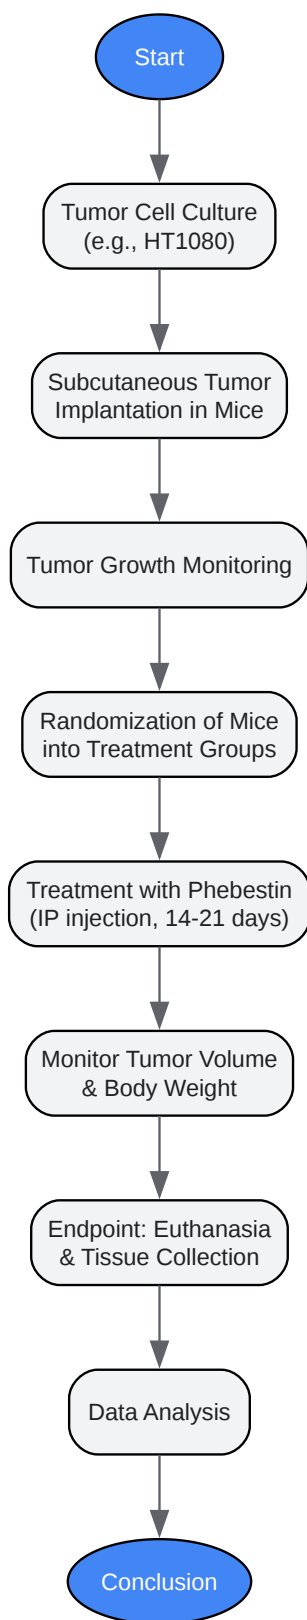 Start
Tumor Cell Culture
(e.g., HT1080)
Subcutaneous Tumor
Implantation in Mice
Tumor Growth Monitoring
Randomization of Mice
into Treatment Groups
Treatment with Phebestin
(IP injection, 14-21 days)
Monitor Tumor Volume
& Body Weight
Endpoint: Euthanasia
& Tissue Collection
Data Analysis
Conclusion